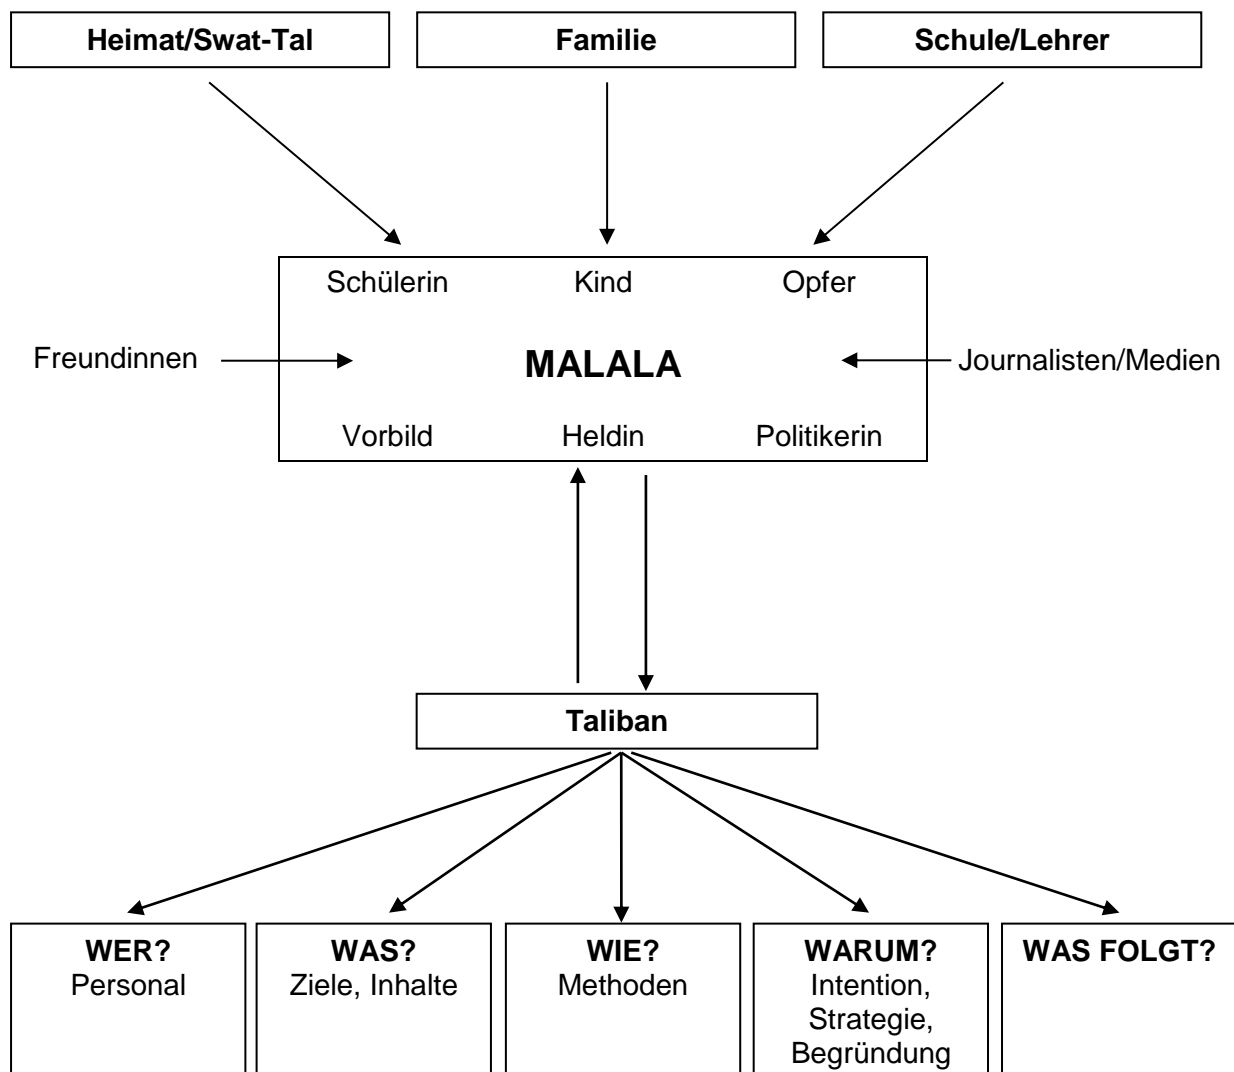 Heimat/Swat-Tal
Familie
Schule/Lehrer
Schülerin
Kind
Opfer
Freundinnen
MALALA
Journalisten/Medien
Vorbild
Heldin
Politikerin
Taliban
WER?
Personal
WAS?
Ziele, Inhalte
WIE?
Methoden
WARUM?
Intention,
Strategie,
Begründung
WAS FOLGT?